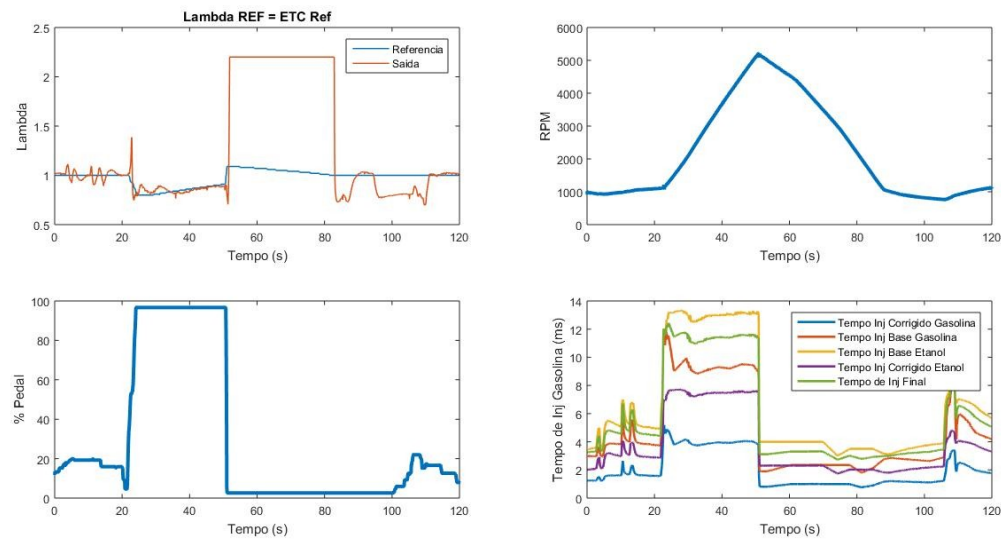 Lambda REF = ETC Ref
2.5
2
1.5
1
0.5
Lambda
Referencia
Saida
0 20 40 60 80 100 120
Tempo (s)
6000
5000
4000
3000
2000
1000
0
RPM
0 20 40 60 80 100 120
Tempo (s)
100
80
60
40
20
0
% Pedal
0 20 40 60 80 100 120
Tempo (s)
14
12
10
8
6
4
2
0
Tempo de Inj Gasolina (ms)
Tempo Inj Corrigido Gasolina
Tempo Inj Base Gasolina
Tempo Inj Base Etanol
Tempo Inj Corrigido Etanol
Tempo de Inj Final
0 20 40 60 80 100 120
Tempo (s)